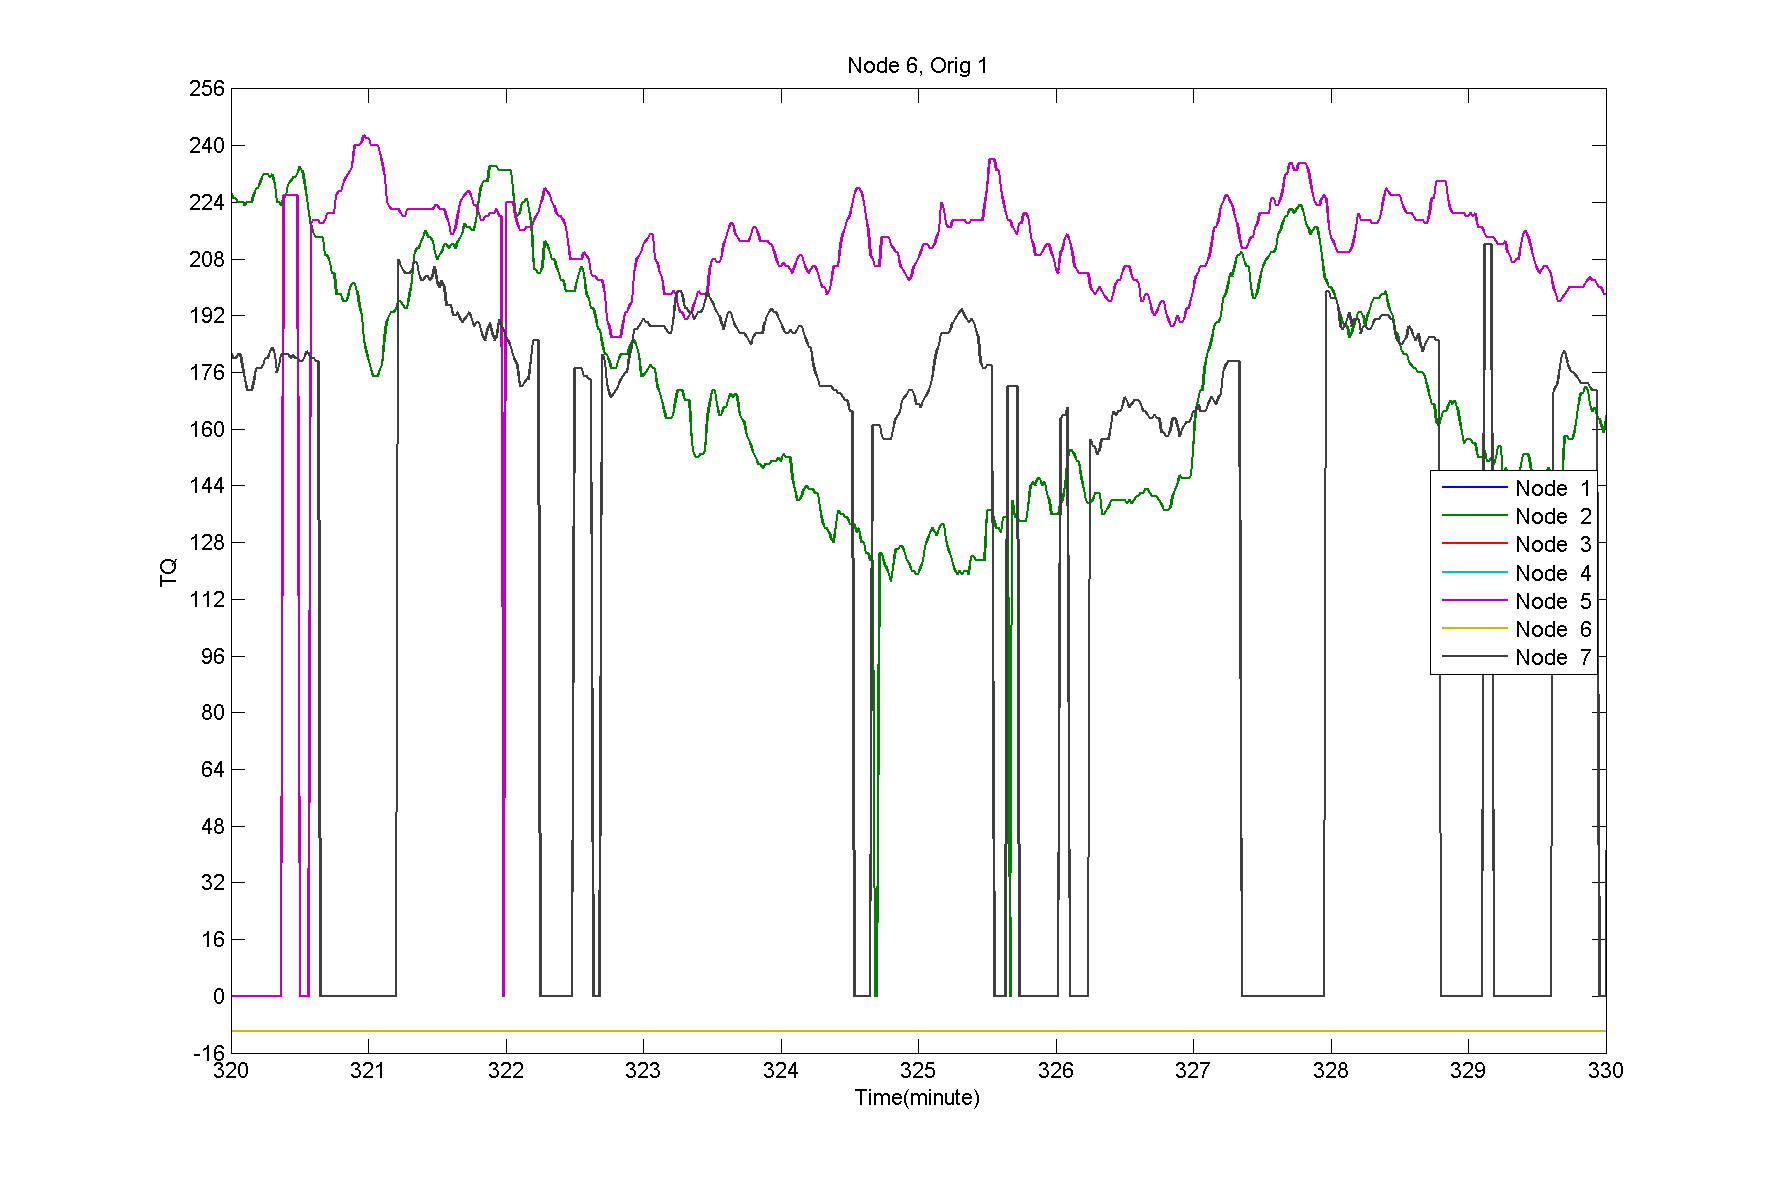 Node 6, Orig 1
256
240
224
208
192
176
160
144
128
112
96
80
64
48
32
16
0
-16
TQ
320 321 322 323 324 325 326 327 328 329 330
Time(minute)
Node 1
Node 2
Node 3
Node 4
Node 5
Node 6
Node 7